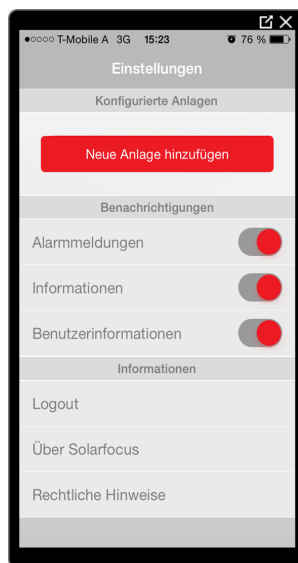 T-Mobile A 3G 15:23 76 %
Einstellungen
Konfigurierte Anlagen
Neue Anlage hinzufügen
Benachrichtigungen
Alarmmeldungen
Informationen
Benutzerinformationen
Informationen
Logout
Über Solarfocus
Rechtliche Hinweise